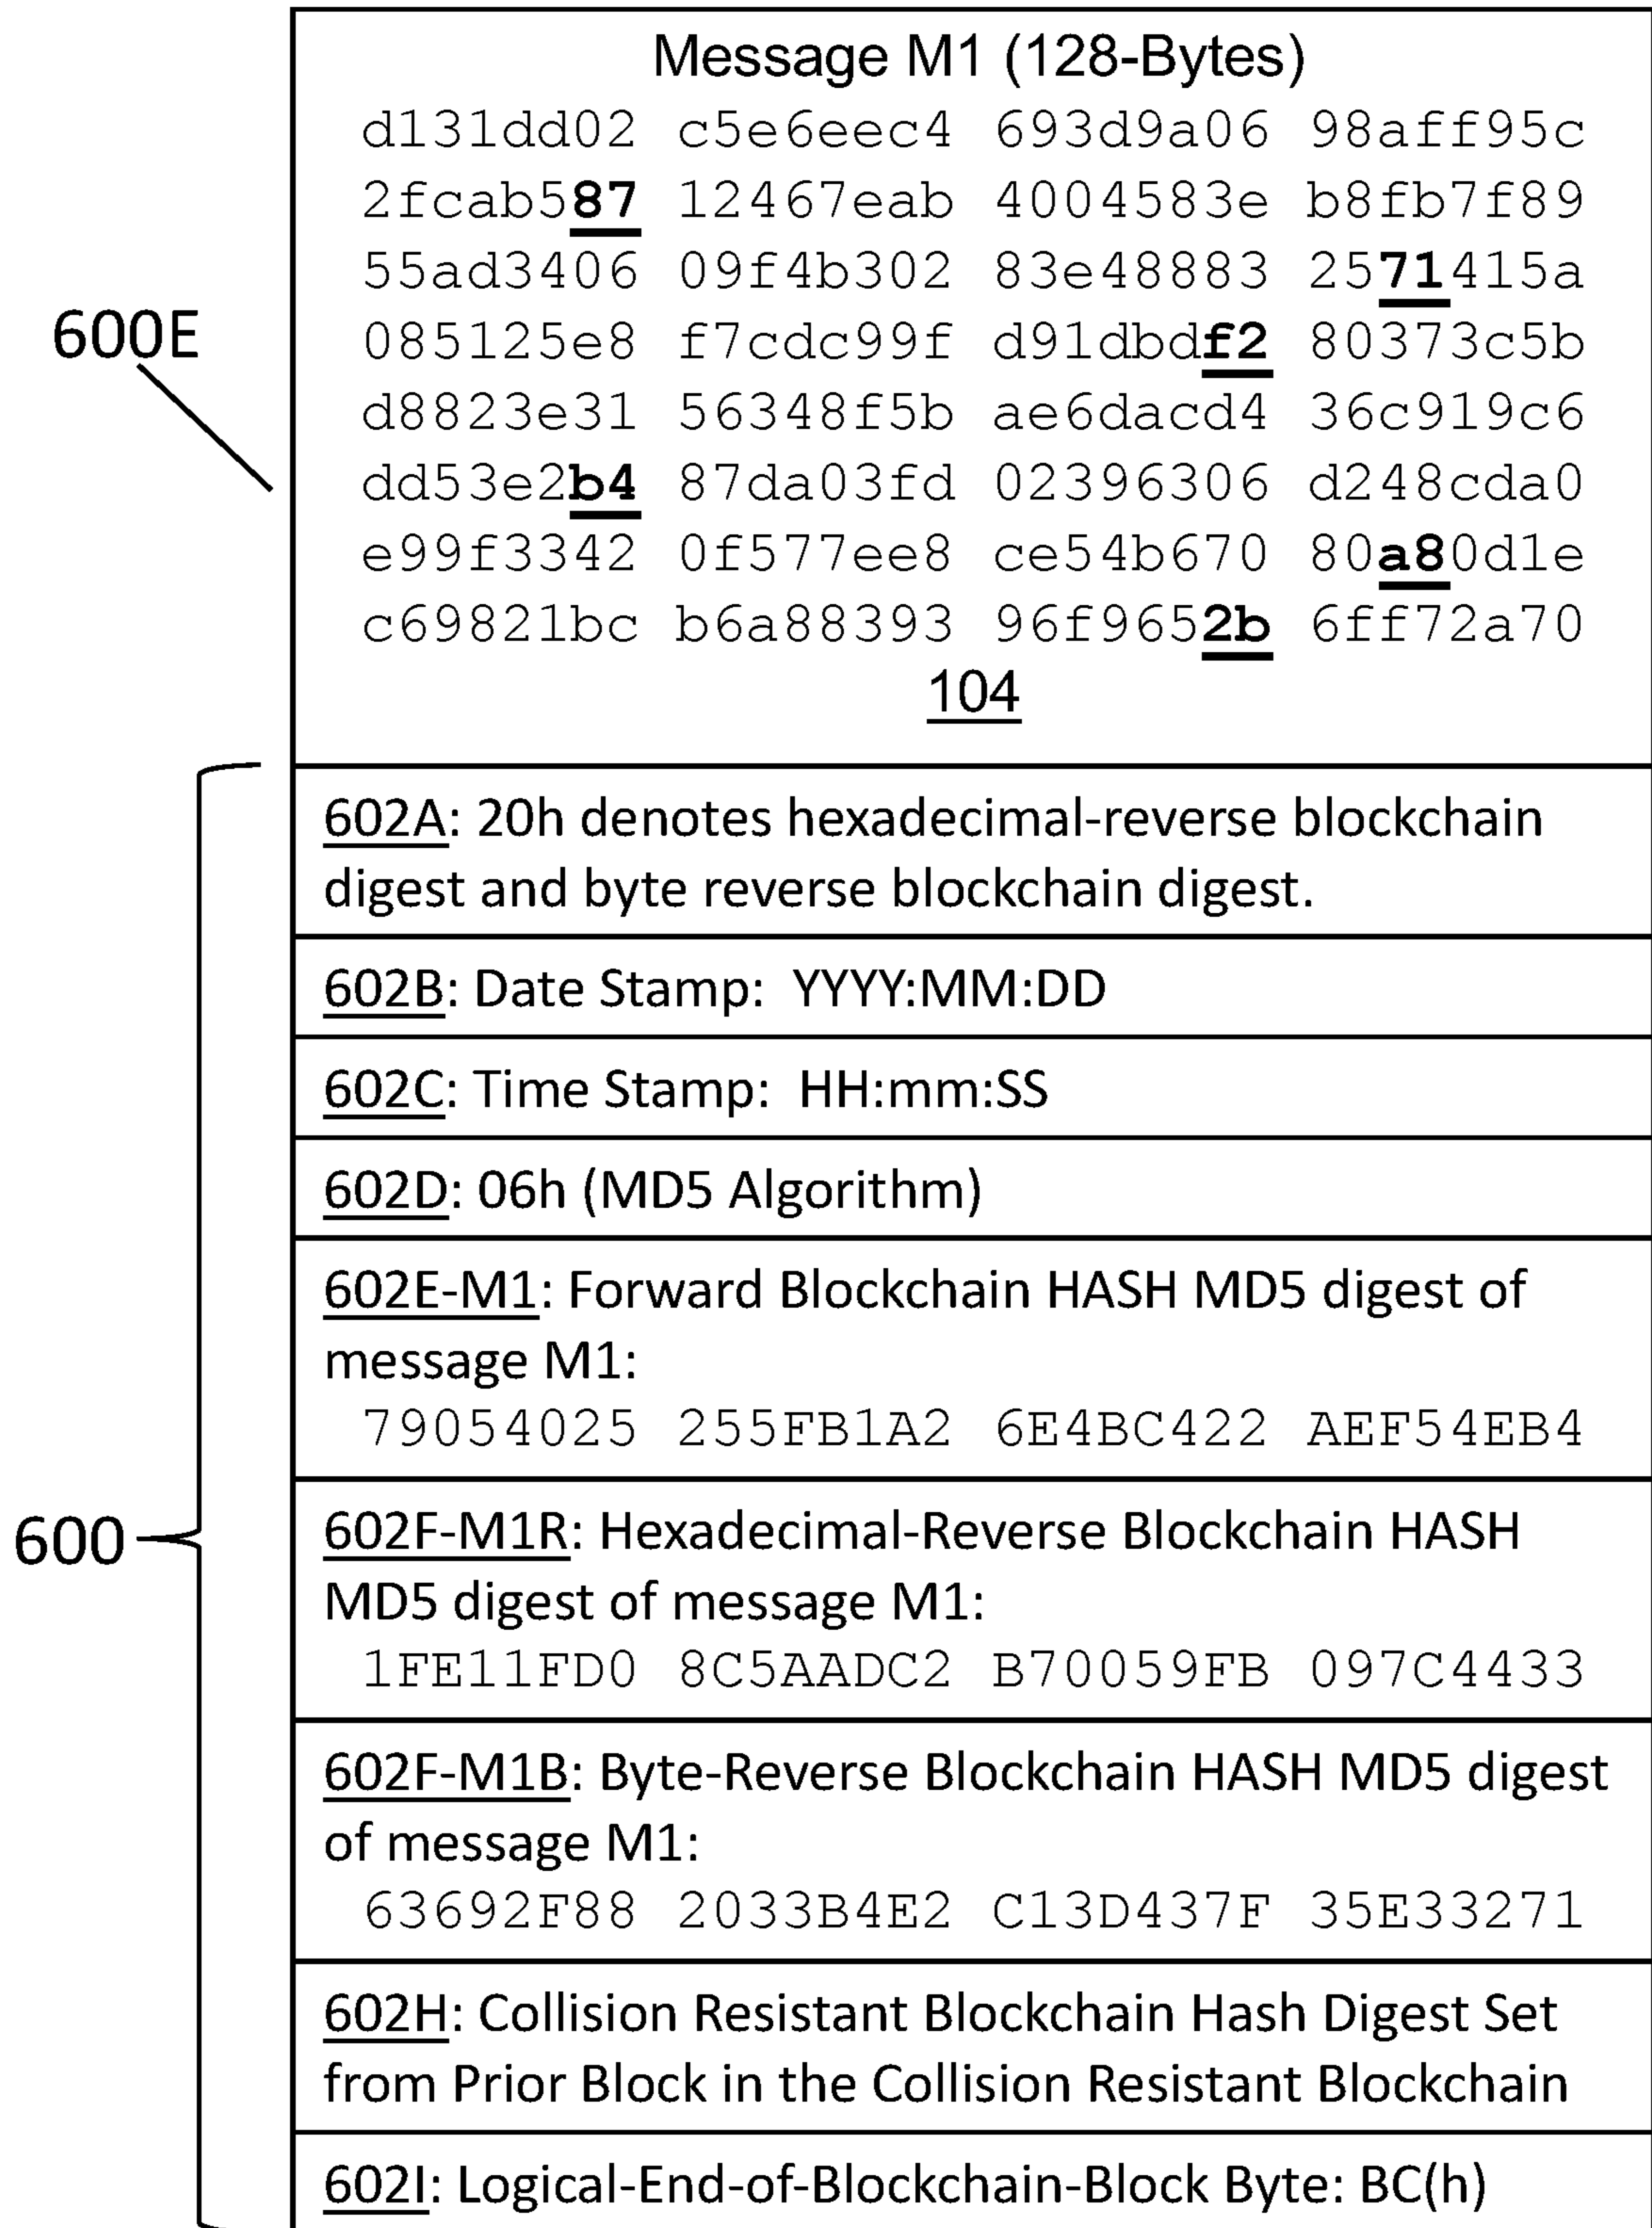 Message M1 (128-Bytes)
d131dd02 c5e6eec4 693d9a06 98aff95c
2fcab587 12467eab 4004583e b8fb7f89
55ad3406 09f4b302 83e48883 2571415a
085125e8 f7cdc99f d91dbdf2 80373c5b
d8823e31 56348f5b ae6dacd4 36c919c6
dd53e2b4 87da03fd 02396306 d248cda0
e99f3342 0f577ee8 ce54b670 80a80d1e
c69821bc b6a88393 96f9652b 6ff72a70
104
600E
602A: 20h denotes hexadecimal-reverse blockchain
digest and byte reverse blockchain digest.
602B: Date Stamp: YYYY:MM:DD
602C: Time Stamp: HH:mm:SS
602D: 06h (MD5 Algorithm)
602E-M1: Forward Blockchain HASH MD5 digest of
message M1:
79054025 255FB1A2 6E4BC422 AEF54EB4
600
602F-M1R: Hexadecimal-Reverse Blockchain HASH
MD5 digest of message M1:
1FE11FD0 8C5AADC2 B70059FB 097C4433
602F-M1B: Byte-Reverse Blockchain HASH MD5 digest
of message M1:
63692F88 2033B4E2 C13D437F 35E33271
602H: Collision Resistant Blockchain Hash Digest Set
from Prior Block in the Collision Resistant Blockchain
602I: Logical-End-of-Blockchain-Block Byte: BC(h)